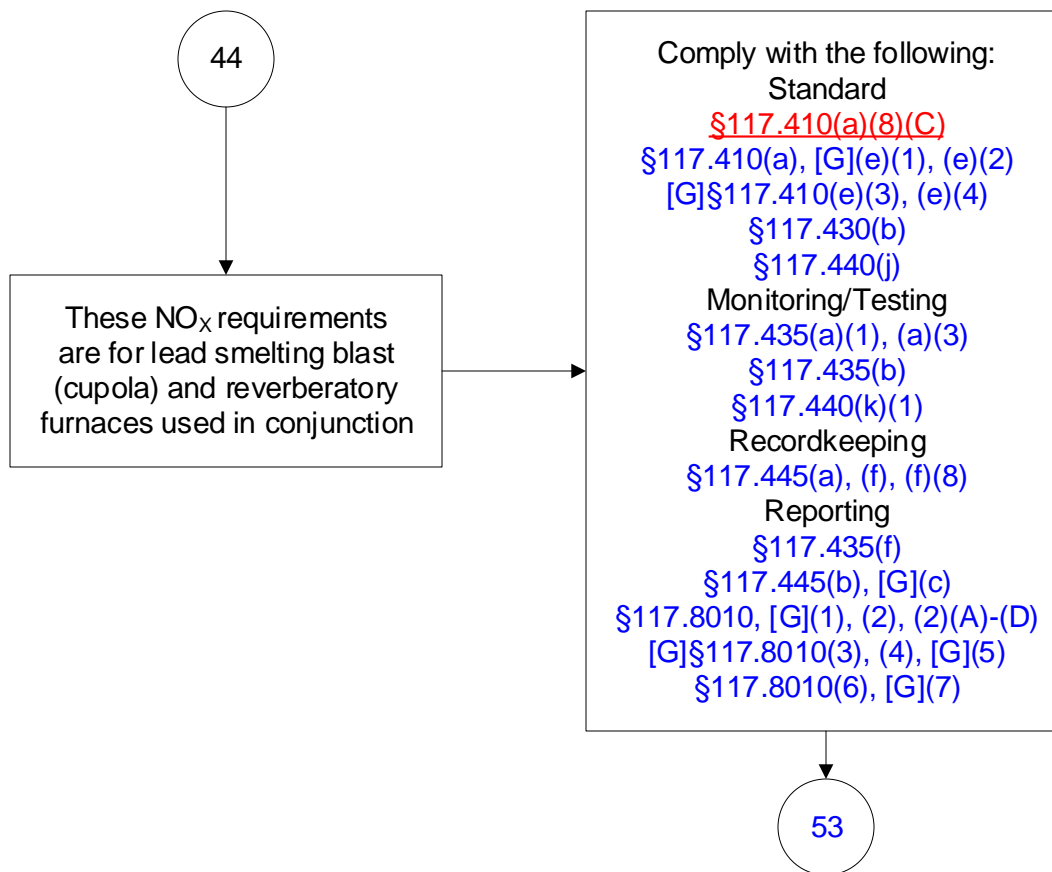 44
These NOX requirements
are for lead smelting blast
(cupola) and reverberatory
furnaces used in conjunction
Comply with the following:
Standard
§117.410(a)(8)(C)
§117.410(a), [G](e)(1), (e)(2)
[G]§117.410(e)(3), (e)(4)
§117.430(b)
§117.440(j)
Monitoring/Testing
§117.435(a)(1), (a)(3)
§117.435(b)
§117.440(k)(1)
Recordkeeping
§117.445(a), (f), (f)(8)
Reporting
§117.435(f)
§117.445(b), [G](c)
§117.8010, [G](1), (2), (2)(A)-(D)
[G]§117.8010(3), (4), [G](5)
§117.8010(6), [G](7)
53